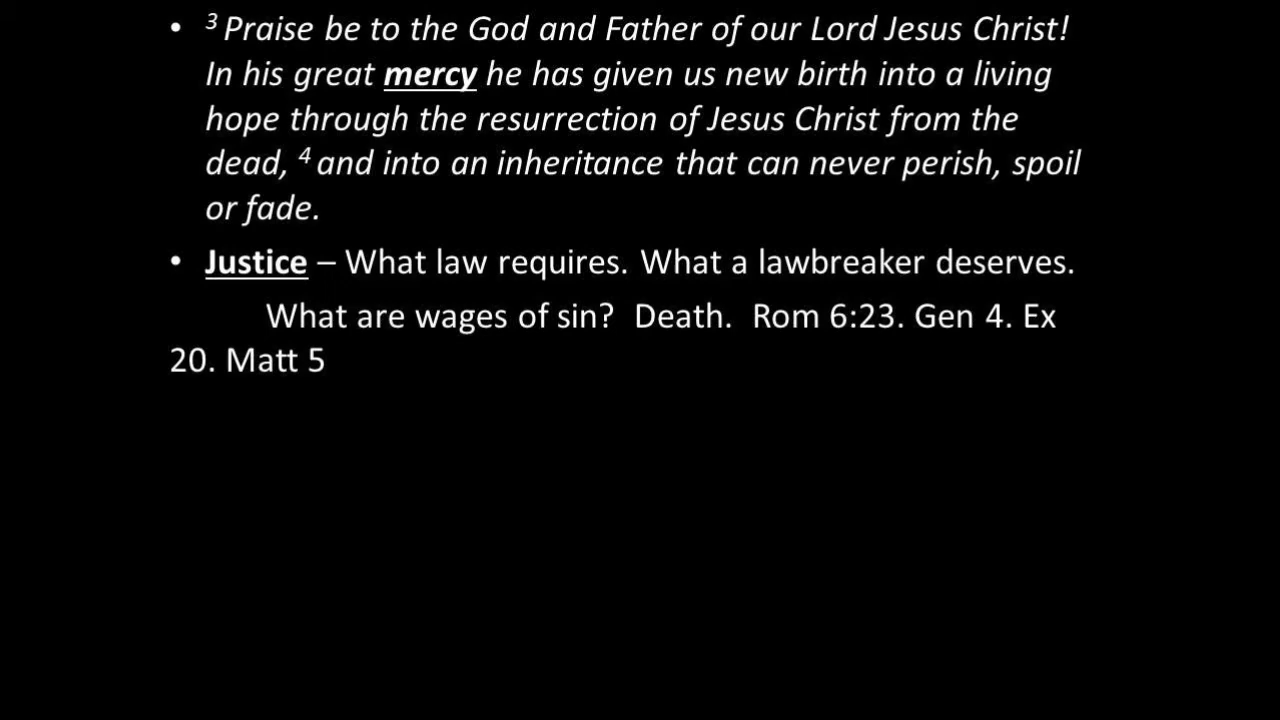 • ³ Praise be to the God and Father of our Lord Jesus Christ!
In his great mercy he has given us new birth into a living
hope through the resurrection of Jesus Christ from the
dead, ⁴ and into an inheritance that can never perish, spoil
or fade.
• Justice – What law requires. What a lawbreaker deserves.
What are wages of sin? Death. Rom 6:23. Gen 4. Ex
20. Matt 5